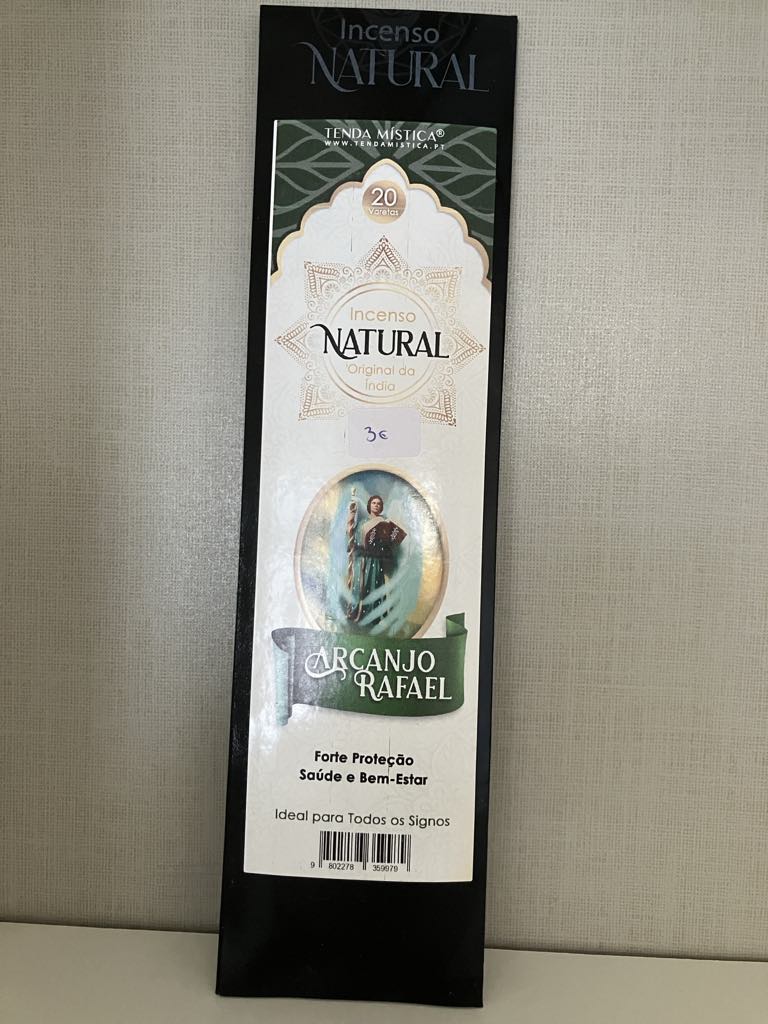 Incenso
NATURAL
TENDA MÍSTICA®
WWW.TENDAMISTICA.PT
20
Varetas
Incenso
NATURAL
Original da
Índia
3€
ARCANJO
RAFAEL
Forte Proteção
Saúde e Bem-Estar
Ideal para Todos os Signos
9 802278 359979